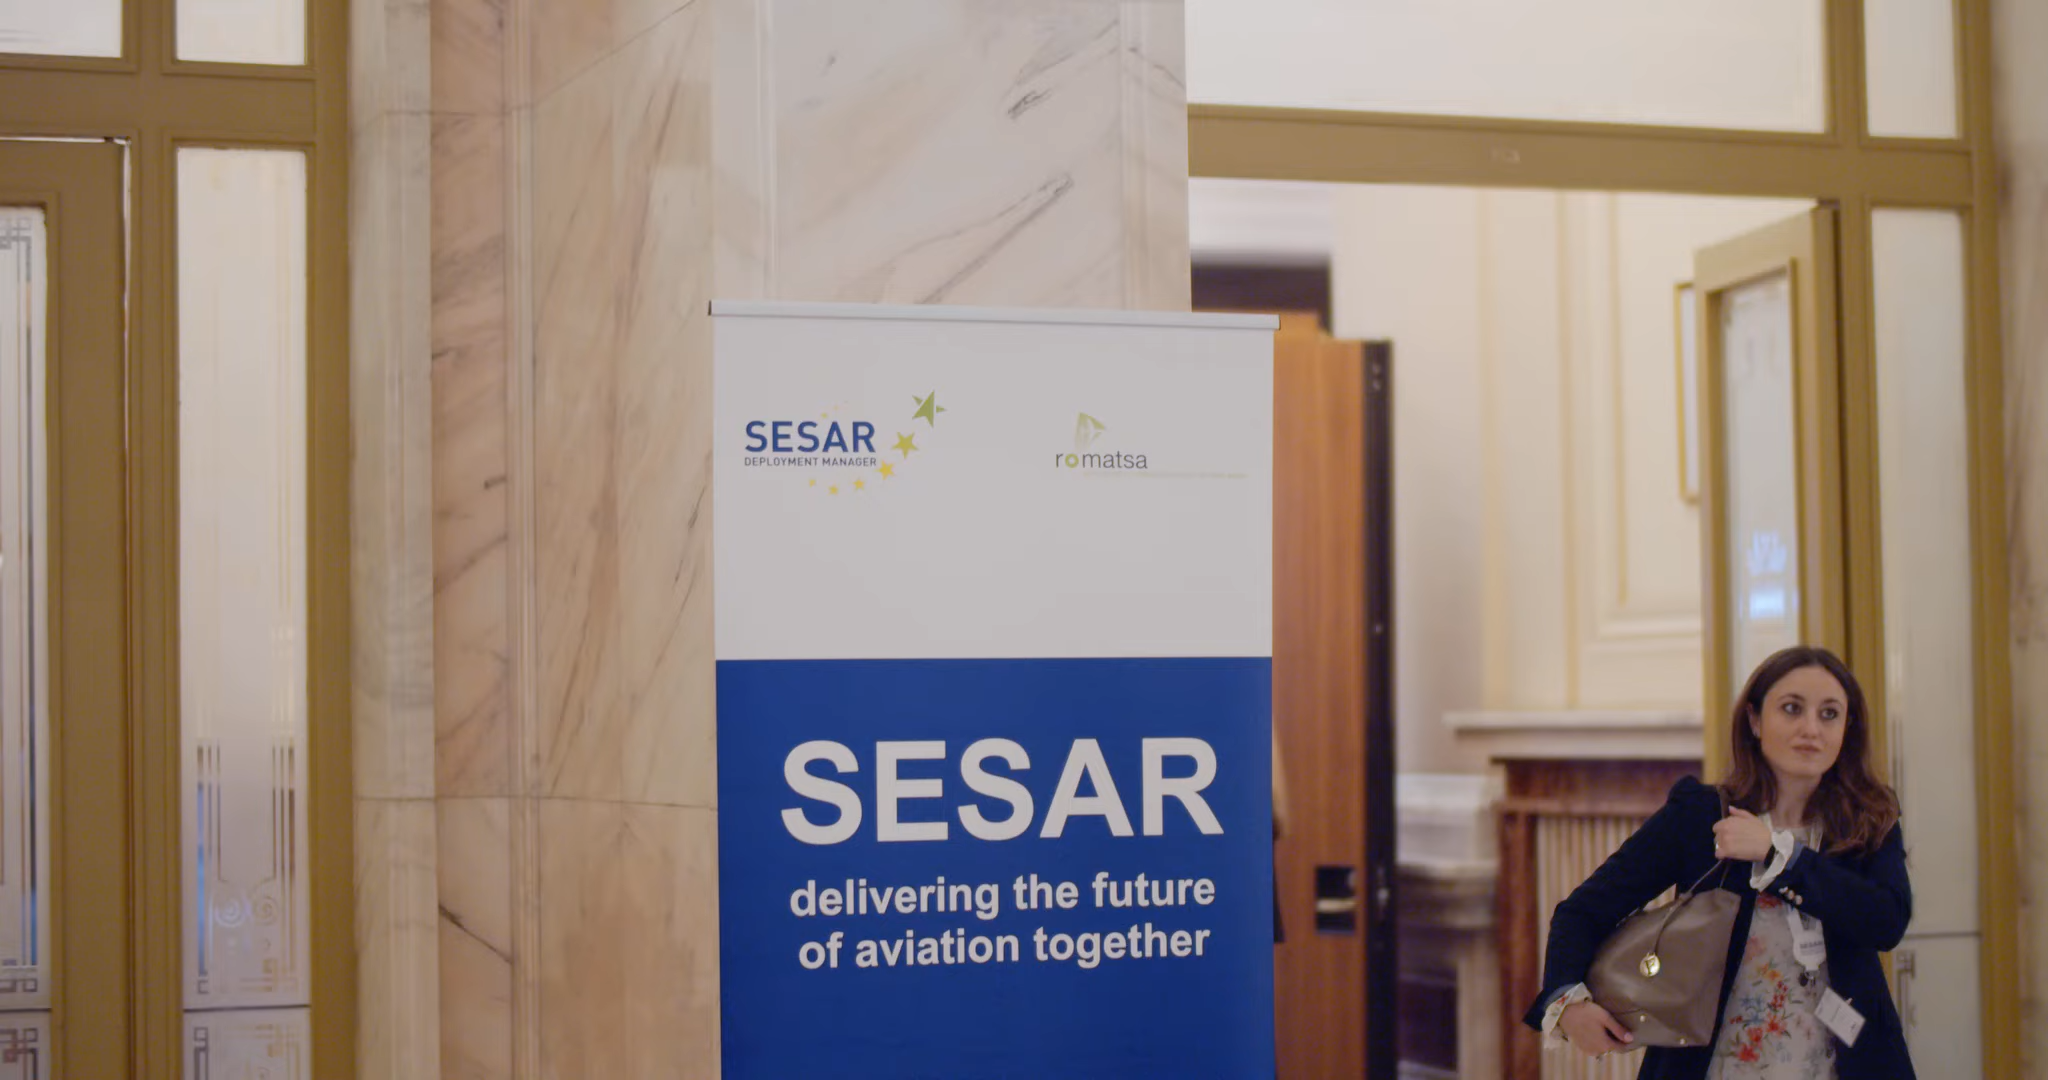 SESAR
DEPLOYMENT MANAGER
romatsa
SESAR
delivering the future
of aviation together